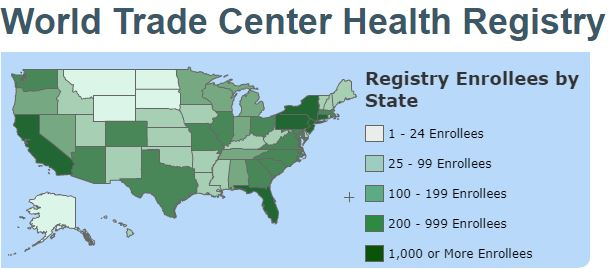 World Trade Center Health Registry
Registry Enrollees by
State
1 - 24 Enrollees
25 - 99 Enrollees
100 - 199 Enrollees
200 - 999 Enrollees
1,000 or More Enrollees